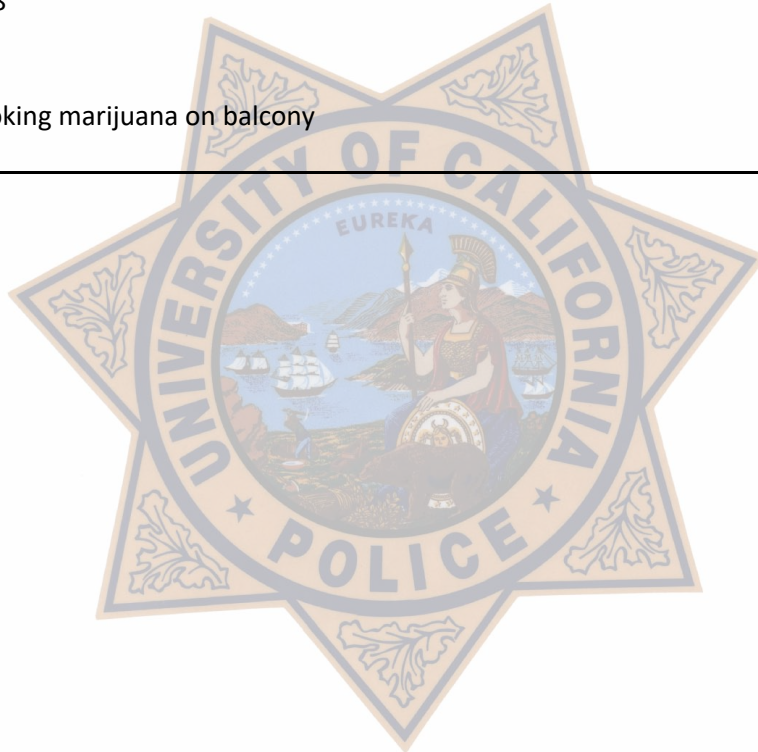 s
oking marijuana on balcony
EUREKA
UNIVERSITY OF CALIFORNIA
POLICE